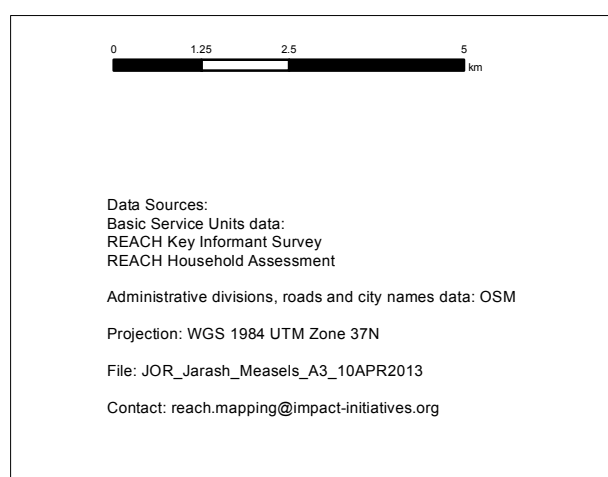 0 1.25 2.5 5
km
Data Sources:
Basic Service Units data:
REACH Key Informant Survey
REACH Household Assessment
Administrative divisions, roads and city names data: OSM
Projection: WGS 1984 UTM Zone 37N
File: JOR_Jarash_Measels_A3_10APR2013
Contact: reach.mapping@impact-initiatives.org